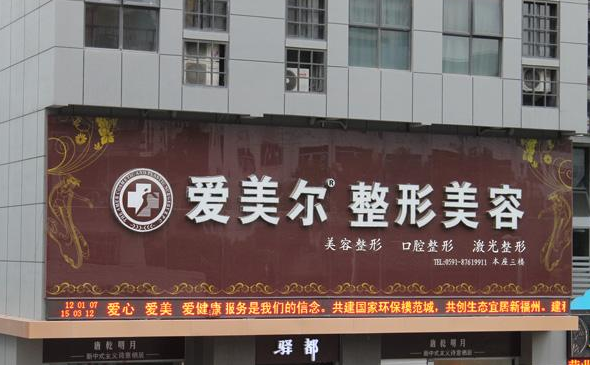 爱美尔® 整形美容
美容整形 口腔整形 激光整形
TEL:0591-87619911 本座三楼
12 01 07
15 03 12
爱心 爱美 爱健康 服务是我们的信念。共建国家环保模范城，共创生态宜居新福州。建
驿都